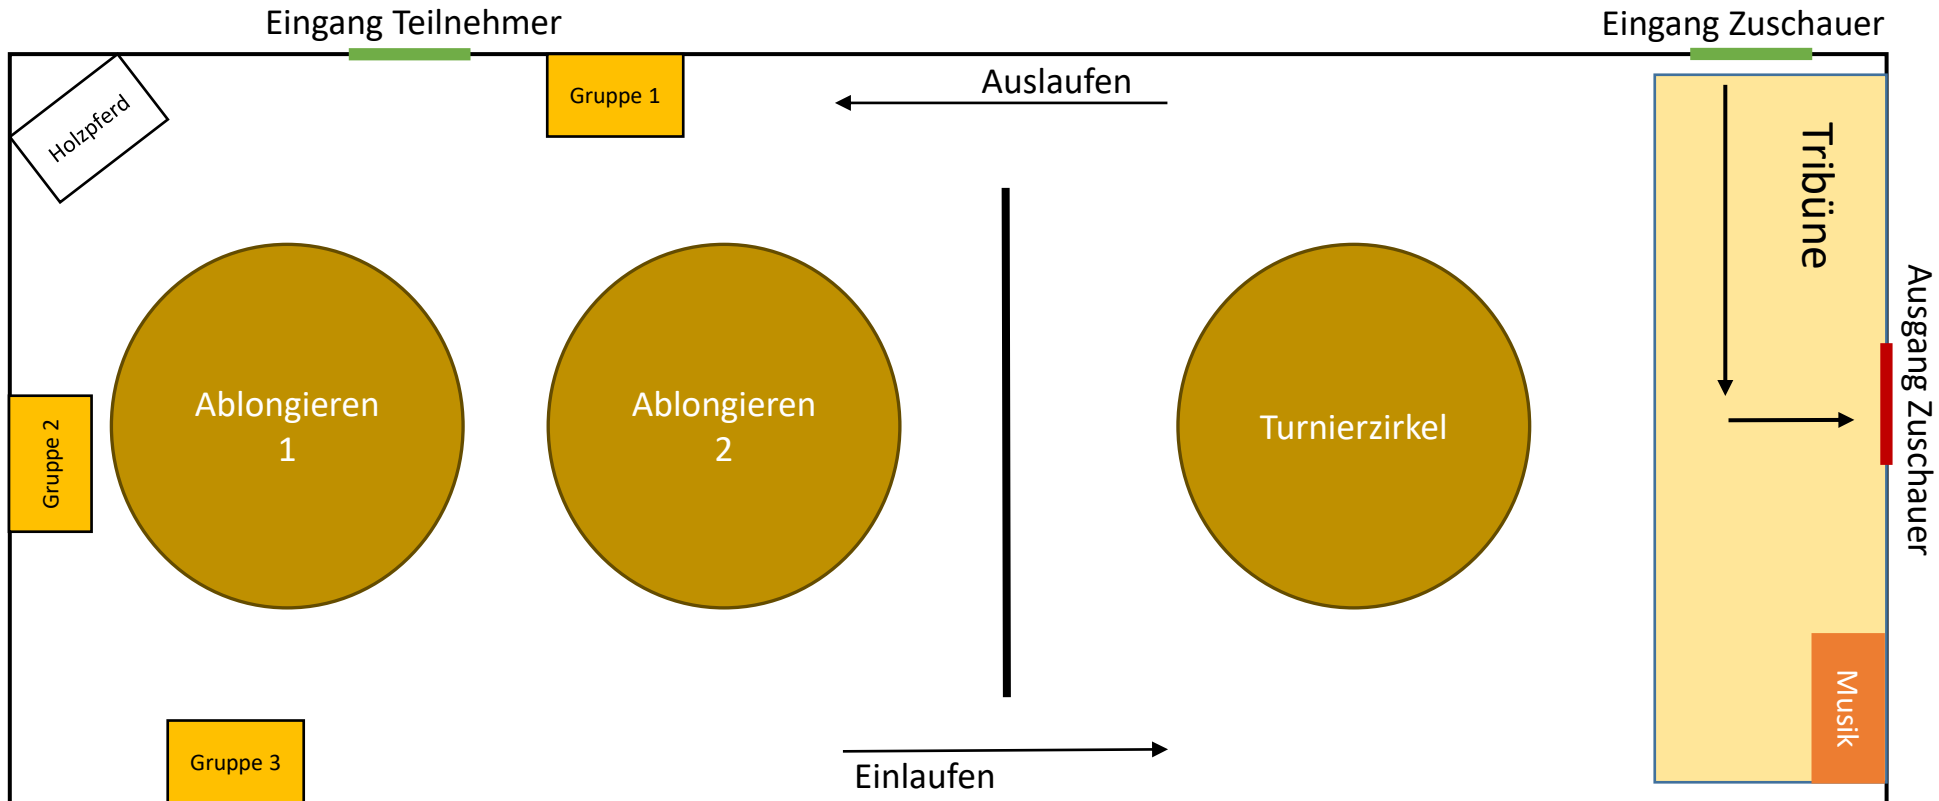 Eingang Teilnehmer
Eingang Zuschauer
Holzpferd
Gruppe 1
Auslaufen
Tribüne
Ablongieren
1
Ablongieren
2
Turnierzirkel
Ausgang Zuschauer
Gruppe 2
Gruppe 3
Einlaufen
Musik